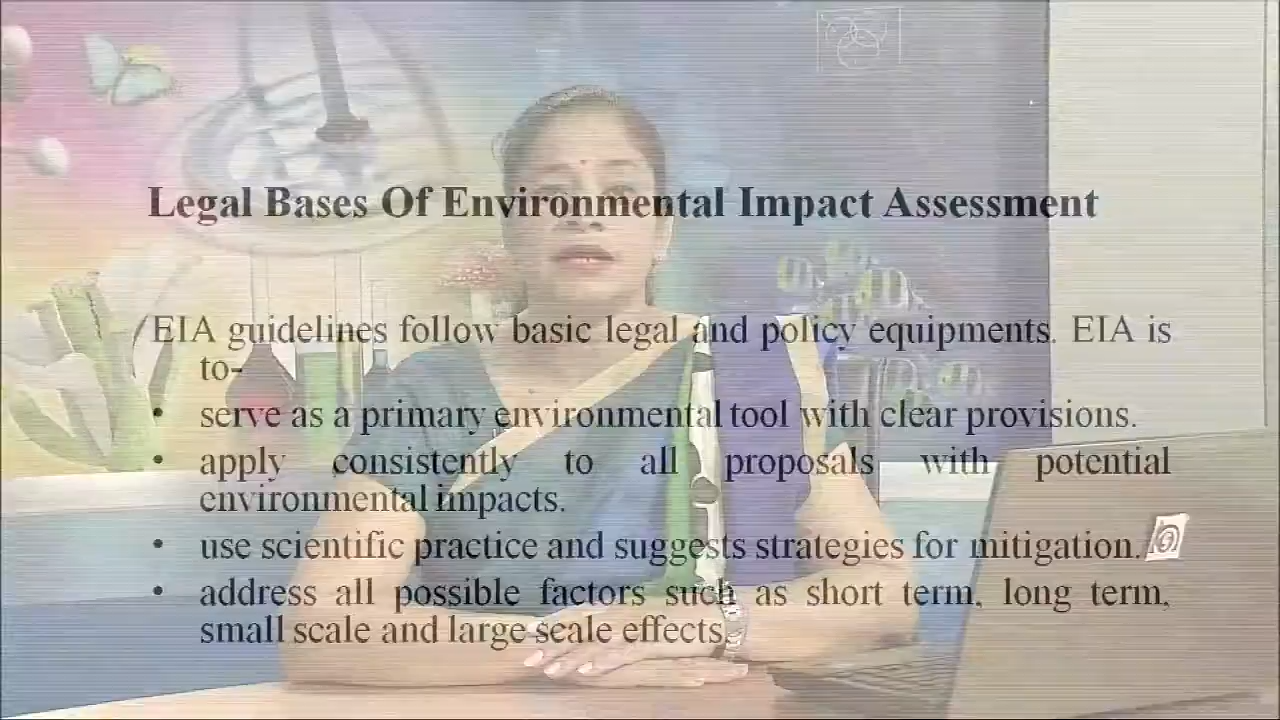 Legal Bases Of Environmental Impact Assessment
EIA guidelines follow basic legal and policy equipments. EIA is
to-
• serve as a primary environmental tool with clear provisions.
• apply consistently to all proposals with potential
environmental impacts.
• use scientific practice and suggests strategies for mitigation.
• address all possible factors such as short term, long term,
small scale and large scale effects.